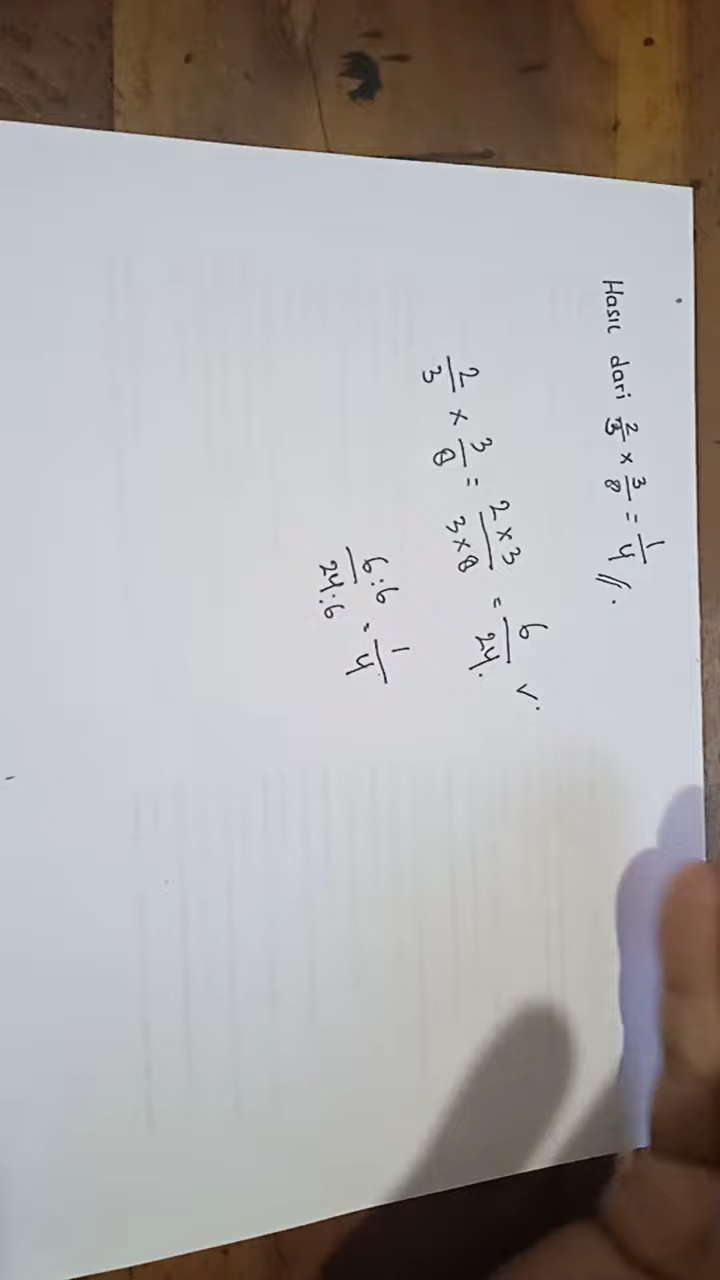 Hasil dari 2/3 × 3/8 = 1/4 //.
2/3 × 3/8 = 2×3/3×8 = 6/24. v.
6:6/24:6 = 1/4